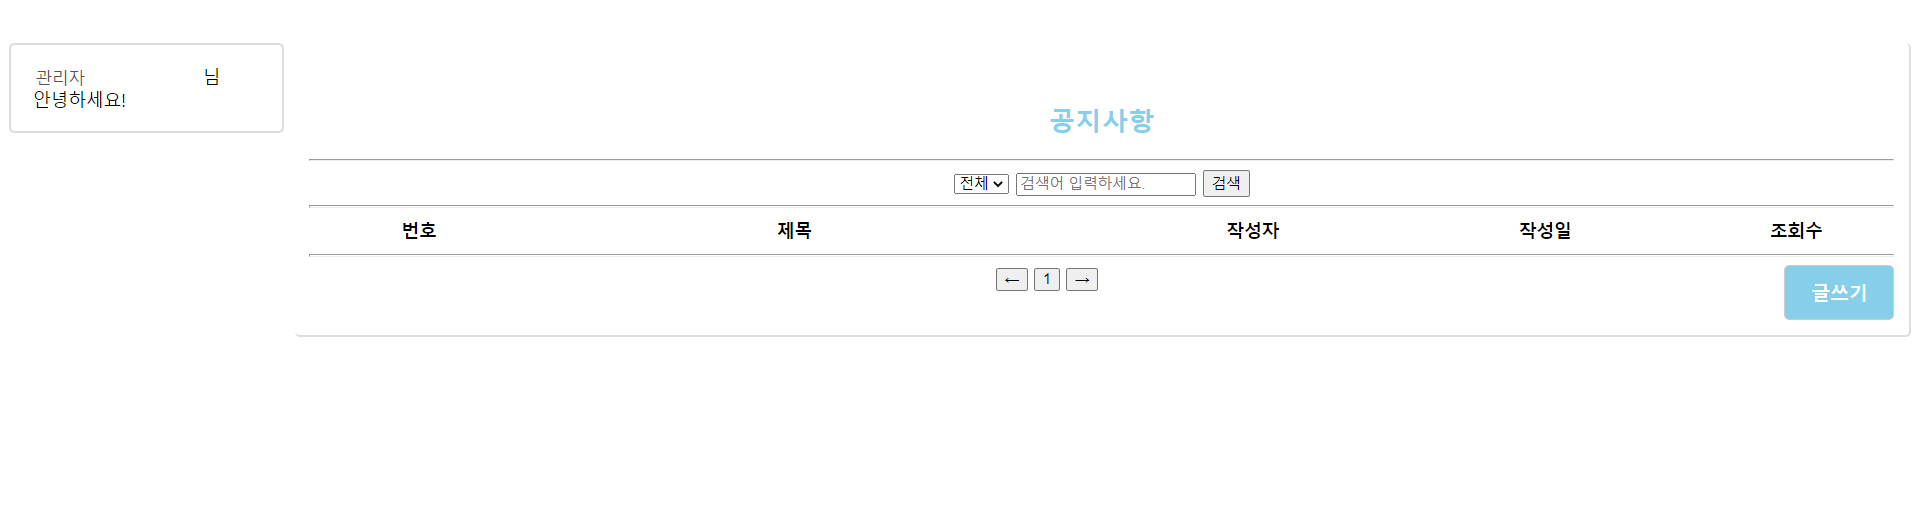 관리자 님
안녕하세요!
공지사항
전체 검색어 입력하세요. 검색
번호 제목 작성자 작성일 조회수
← 1 →
글쓰기